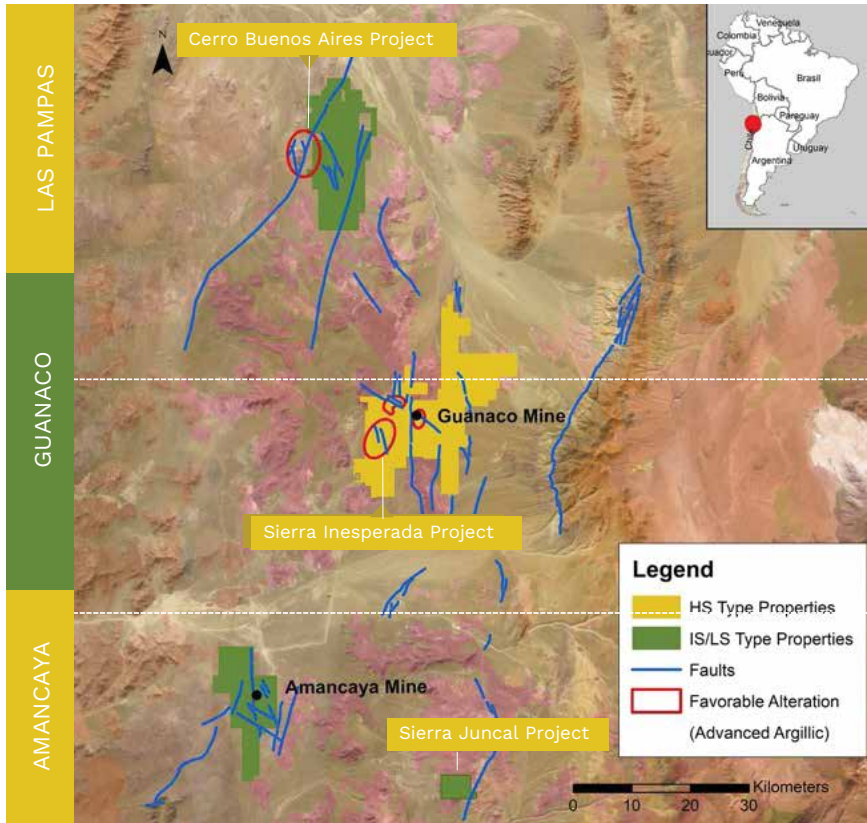 N
Cerro Buenos Aires Project
LAS PAMPAS
GUANACO
AMANCAYA
Venezuela
Colombia
Ecuador
Peru
Brasil
Bolivia
Paraguay
Chile
Uruguay
Argentina
Guanaco Mine
Sierra Inesperada Project
Amancaya Mine
Sierra Juncal Project
Legend
HS Type Properties
IS/LS Type Properties
Faults
Favorable Alteration
(Advanced Argillic)
Kilometers
0 10 20 30